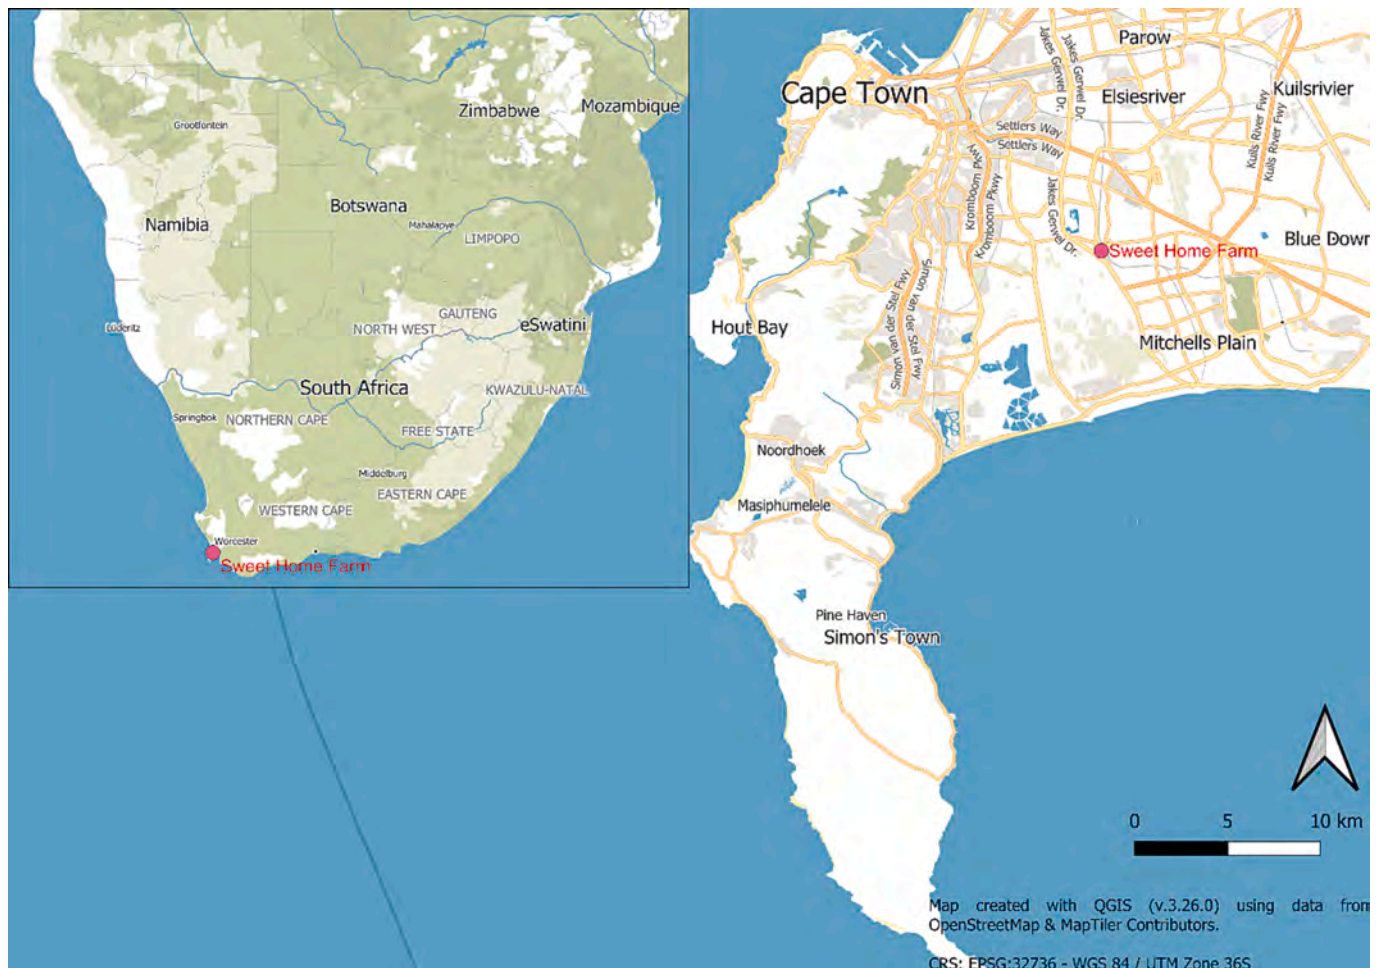 Zimbabwe
Mozambique
Grootfontein
Namibia
Botswana
Mahalapye
LIMPOPO
GAUTENG
NORTH WEST
eSwatini
Lüderitz
South Africa
KWAZULU-NATAL
Springbok
NORTHERN CAPE
FREE STATE
Middelburg
EASTERN CAPE
WESTERN CAPE
Worcester
Sweet Home Farm
Parow
Cape Town
Jakes Gerwel Dr.
Jakes Gerwel Dr.
Elsiesriver
Kuilsrivier
Kuils River Fwy
Kuils River Fwy
Settlers Way
Settlers Way
Kromboom Pkwy
Kromboom Pkwy
Jakes Gerwel Dr.
Blue Down
Sweet Home Farm
Simon van der Stel Fwy
Simon van der Stel Fwy
Hout Bay
Mitchells Plain
Noordhoek
Masiphumelele
Pine Haven
Simon's Town
0 5 10 km
Map created with QGIS (v.3.26.0) using data from
OpenStreetMap & MapTiler Contributors.
CRS: EPSG:32736 - WGS 84 / UTM Zone 36S